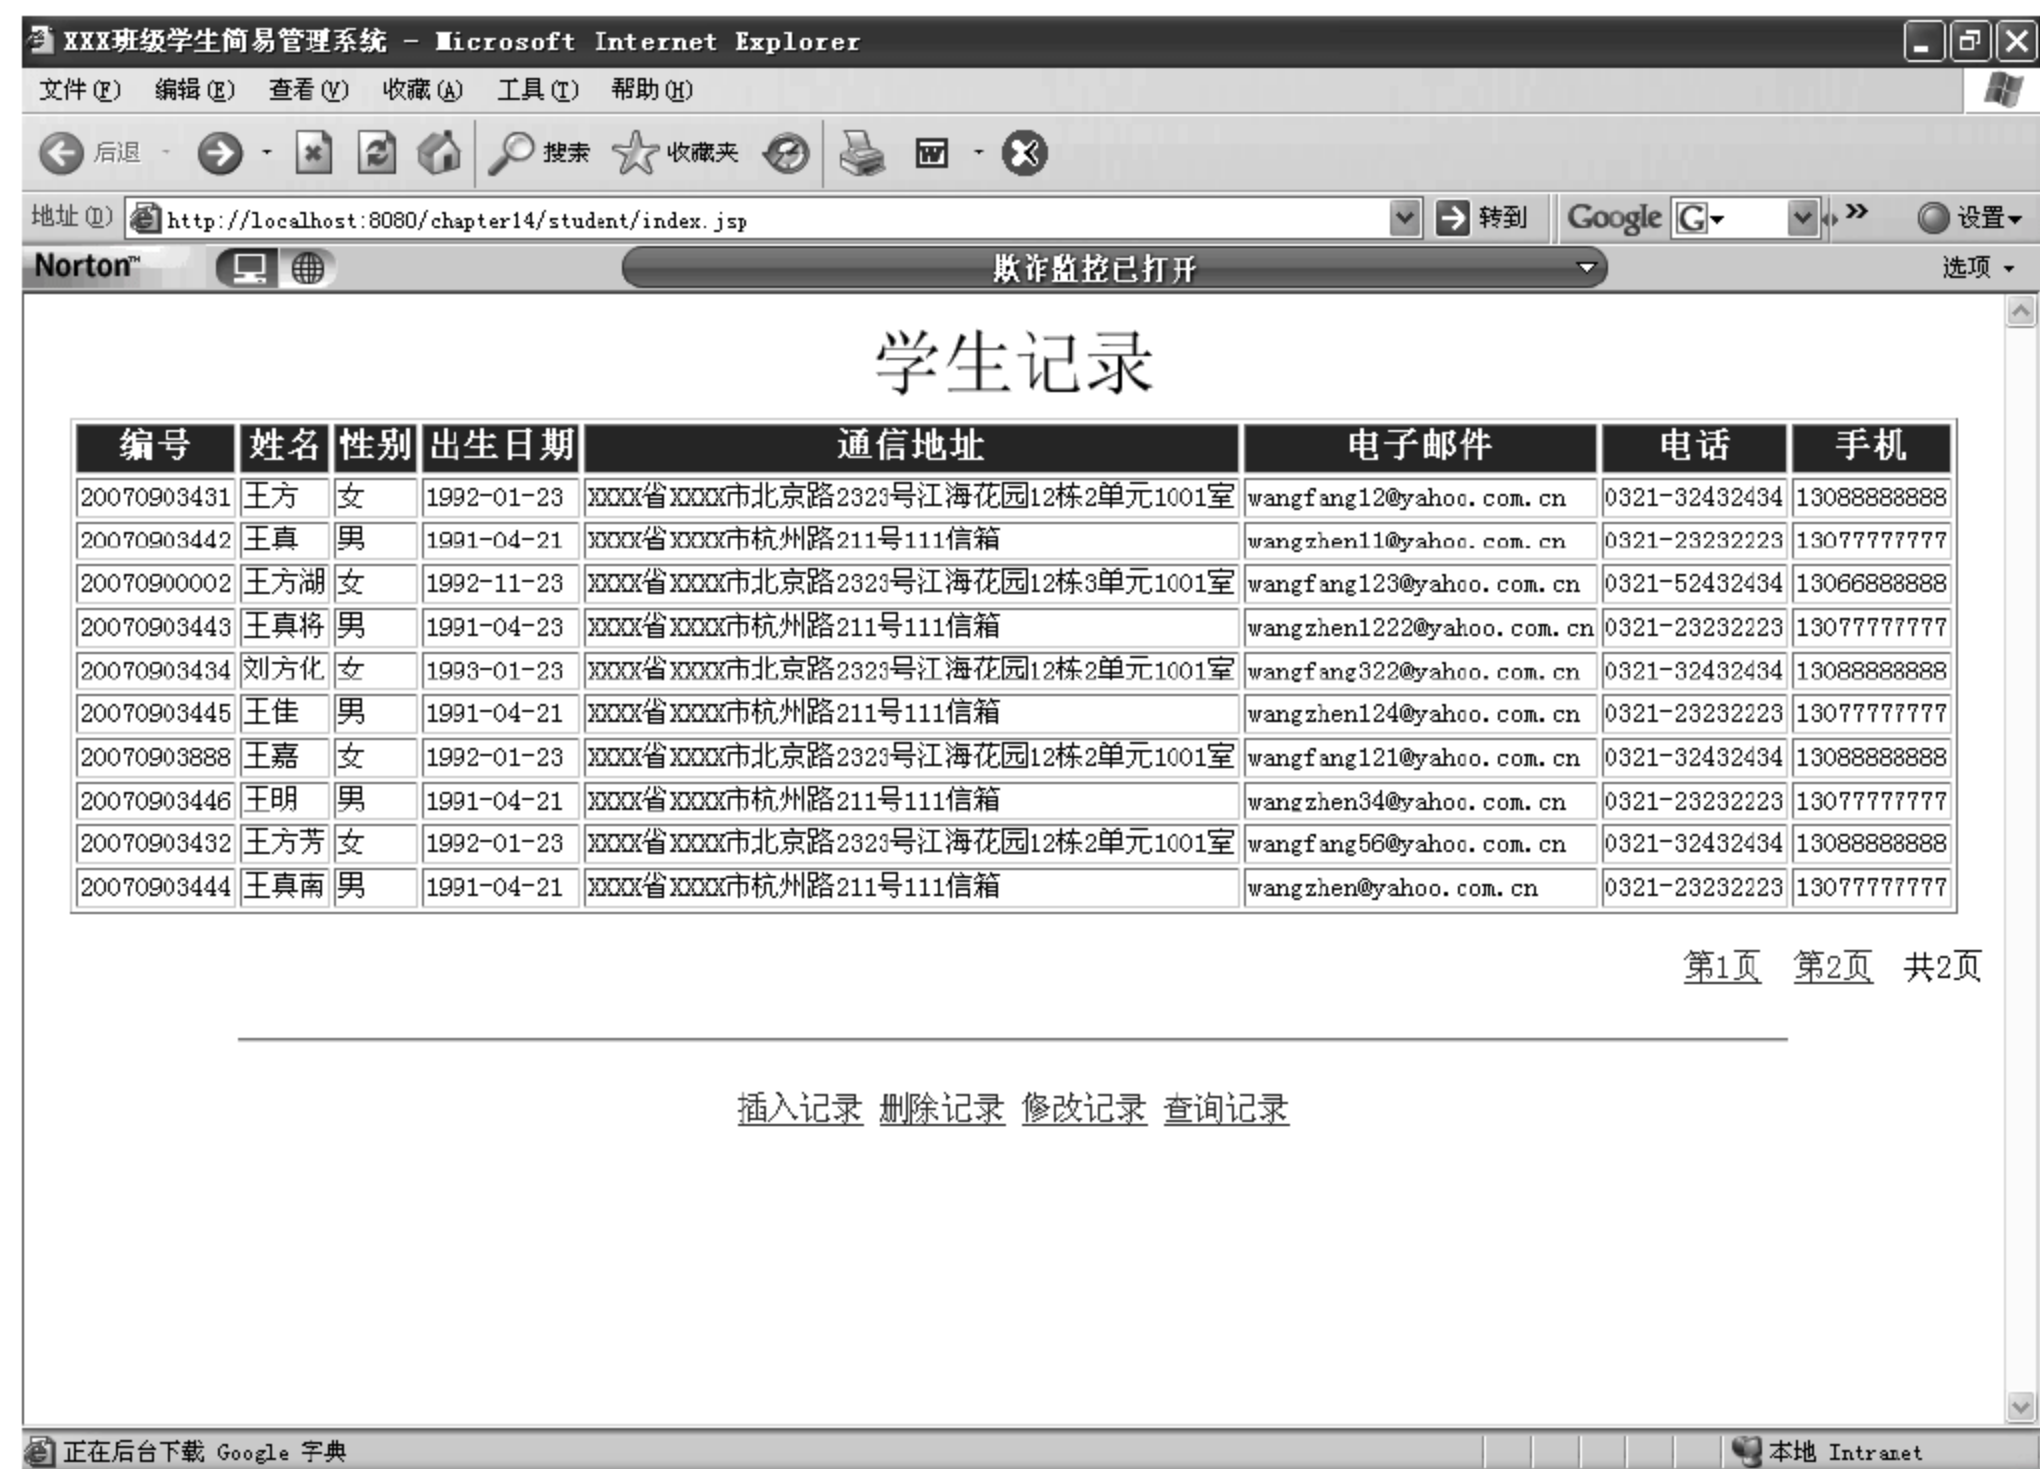 XXX班级学生简易管理系统 - Microsoft Internet Explorer
文件(F) 编辑(E) 查看(V) 收藏(A) 工具(T) 帮助(H)
后退 搜索 收藏夹
地址(D) http://localhost:8080/chapter14/student/index.jsp 转到 Google G 设置
Norton™ 欺诈监控已打开 选项
学生记录
编号 姓名 性别 出生日期 通信地址 电子邮件 电话 手机
20070903431 王方 女 1992-01-23 XXXX省XXXX市北京路2323号江海花园12栋2单元1001室 wangfang12@yahoo.com.cn 0321-32432434 13088888888
20070903442 王真 男 1991-04-21 XXXX省XXXX市杭州路211号111信箱 wangzhen11@yahoo.com.cn 0321-23232223 13077777777
20070900002 王方湖 女 1992-11-23 XXXX省XXXX市北京路2323号江海花园12栋3单元1001室 wangfang123@yahoo.com.cn 0321-52432434 13066888888
20070903443 王真将 男 1991-04-23 XXXX省XXXX市杭州路211号111信箱 wangzhen1222@yahoo.com.cn 0321-23232223 13077777777
20070903434 刘方化 女 1993-01-23 XXXX省XXXX市北京路2323号江海花园12栋2单元1001室 wangfang322@yahoo.com.cn 0321-32432434 13088888888
20070903445 王佳 男 1991-04-21 XXXX省XXXX市杭州路211号111信箱 wangzhen124@yahoo.com.cn 0321-23232223 13077777777
20070903888 王嘉 女 1992-01-23 XXXX省XXXX市北京路2323号江海花园12栋2单元1001室 wangfang121@yahoo.com.cn 0321-32432434 13088888888
20070903446 王明 男 1991-04-21 XXXX省XXXX市杭州路211号111信箱 wangzhen34@yahoo.com.cn 0321-23232223 13077777777
20070903432 王方芳 女 1992-01-23 XXXX省XXXX市北京路2323号江海花园12栋2单元1001室 wangfang56@yahoo.com.cn 0321-32432434 13088888888
20070903444 王真南 男 1991-04-21 XXXX省XXXX市杭州路211号111信箱 wangzhen@yahoo.com.cn 0321-23232223 13077777777
第1页 第2页 共2页
插入记录 删除记录 修改记录 查询记录
正在后台下载 Google 字典 本地 Intranet